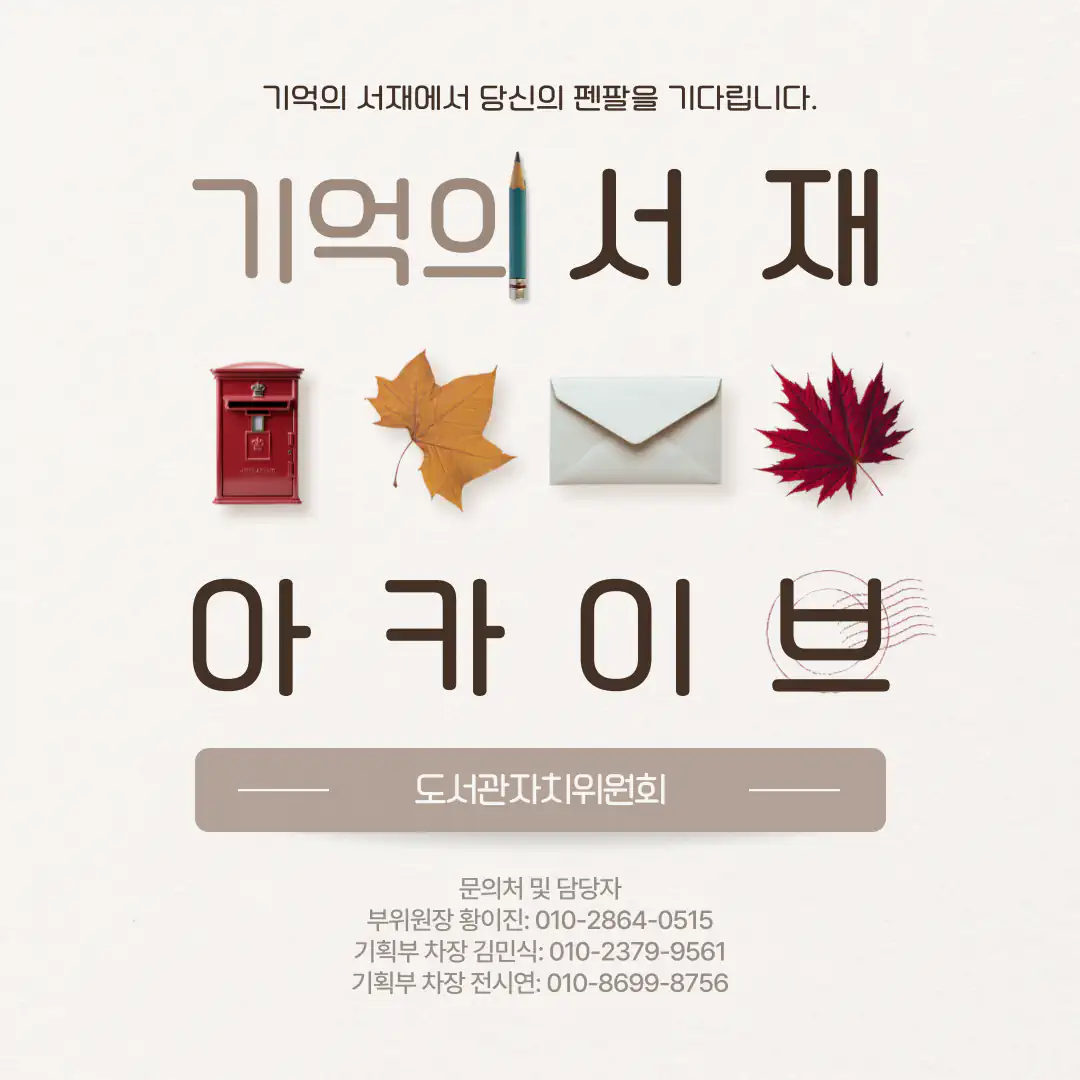 기억의 서재에서 당신의 펜팔을 기다립니다.
기억의 서재
아카이브
도서관자치위원회
문의처 및 담당자
부위원장 황이진: 010-2864-0515
기획부 차장 김민식: 010-2379-9561
기획부 차장 전시연: 010-8699-8756